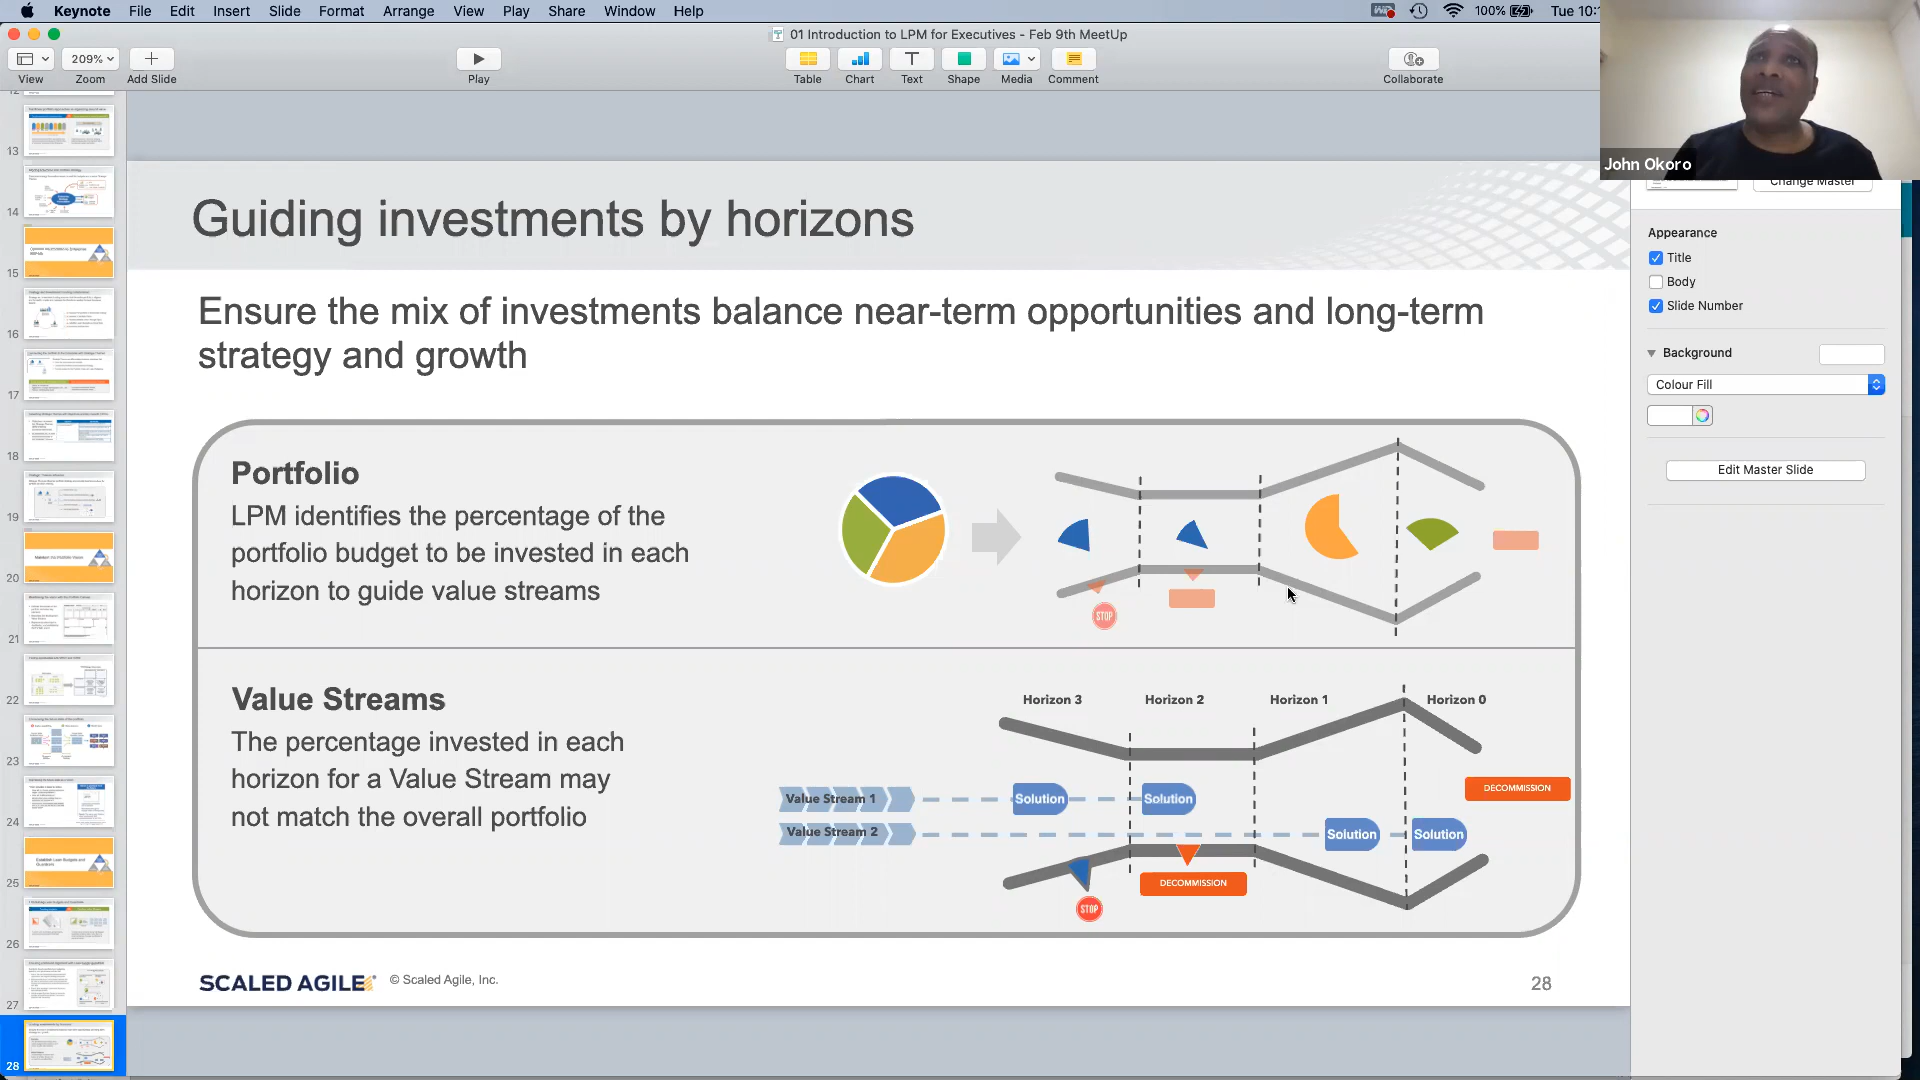 Keynote File Edit Insert Slide Format Arrange View Play Share Window Help
100% Tue 10:
01 Introduction to LPM for Executives - Feb 9th MeetUp
209%
View Zoom Add Slide Play Table Chart Text Shape Media Comment Collaborate
John Okoro
Change Master
Appearance
Title
Body
Slide Number
Background
Colour Fill
Edit Master Slide
12
13
14
15
16
17
18
19
20
21
22
23
24
25
26
27
28
Guiding investments by horizons
Ensure the mix of investments balance near-term opportunities and long-term
strategy and growth
Portfolio
LPM identifies the percentage of the
portfolio budget to be invested in each
horizon to guide value streams
STOP
Value Streams
The percentage invested in each
horizon for a Value Stream may
not match the overall portfolio
Horizon 3 Horizon 2 Horizon 1 Horizon 0
DECOMMISSION
Value Stream 1 Solution Solution
Value Stream 2 Solution Solution
DECOMMISSION
STOP
SCALED AGILE © Scaled Agile, Inc.
28